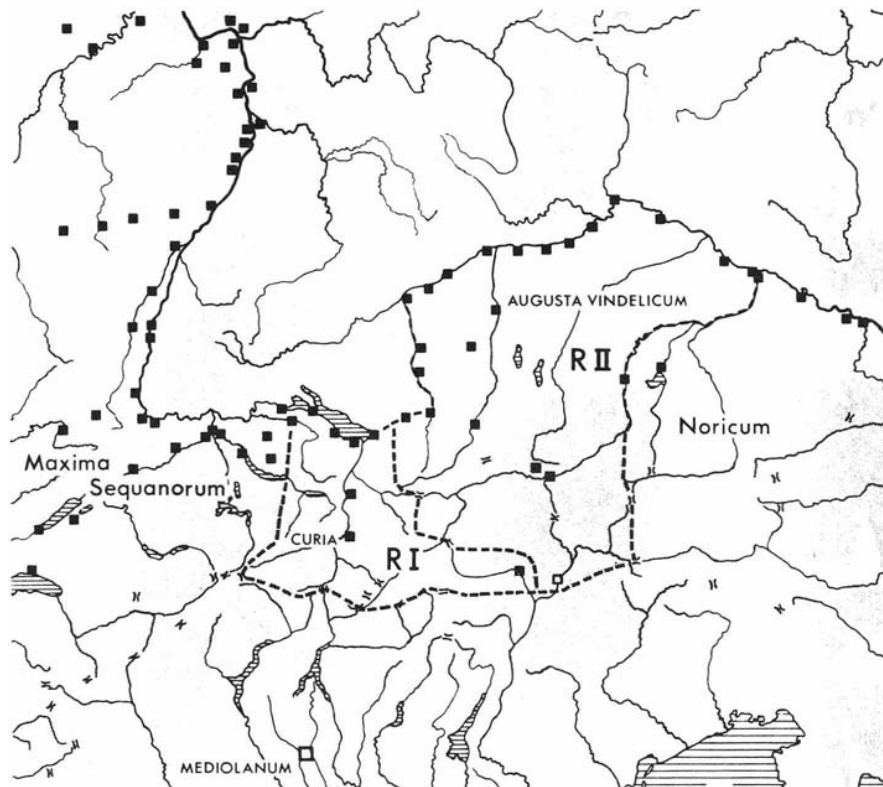 AUGUSTA VINDELICUM
R II
Noricum
Maxima
Sequanorum
CURIA
R I
MEDIOLANUM